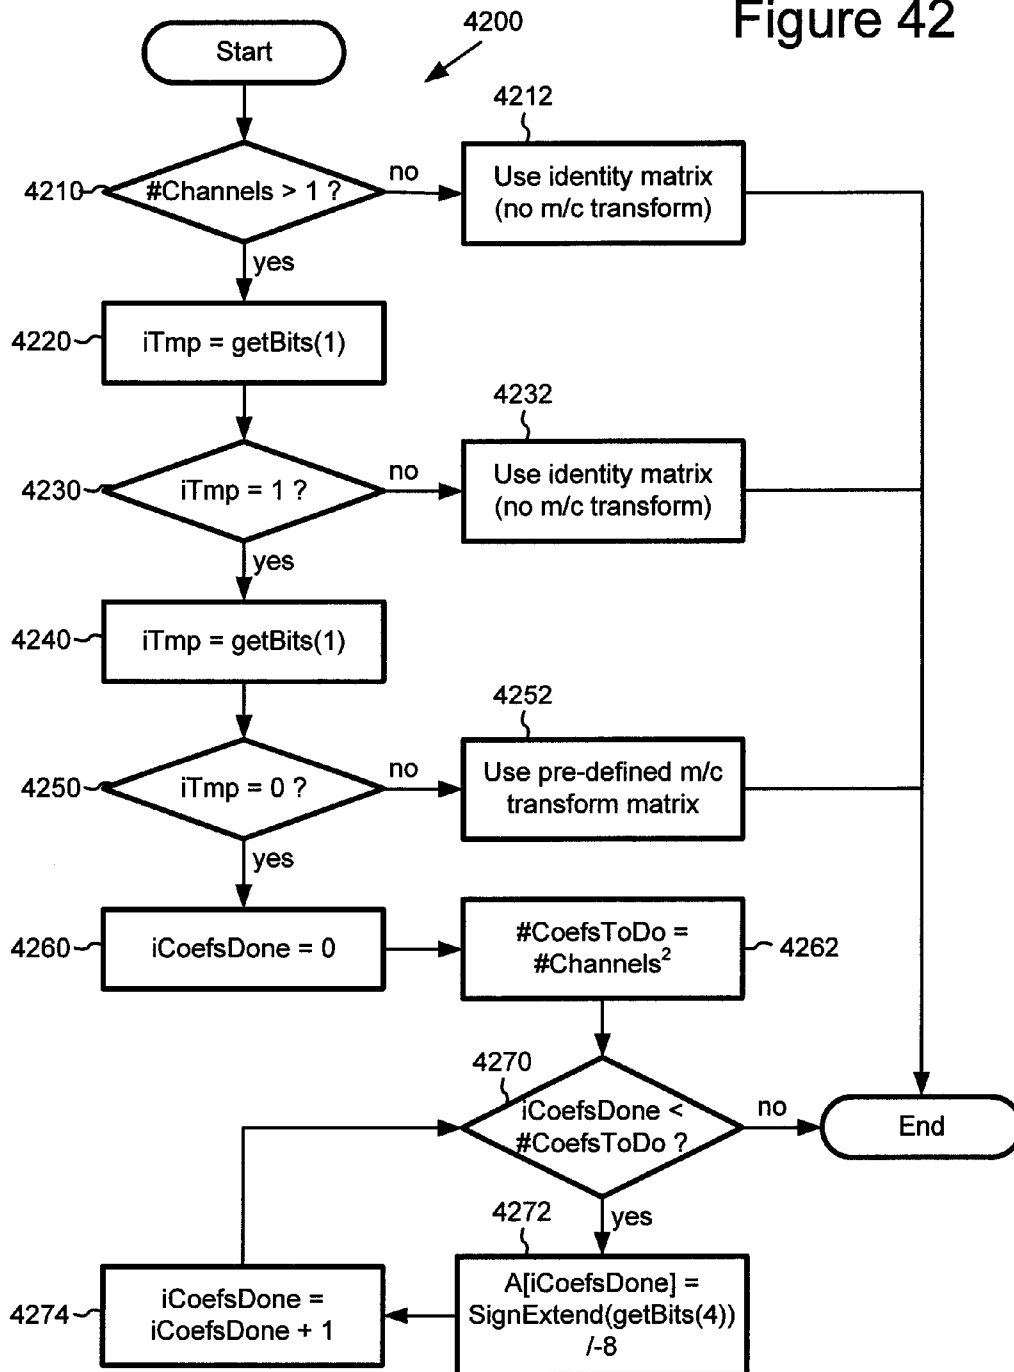 Figure 42
4200
Start
4210
#Channels > 1 ?
no
4212
Use identity matrix
(no m/c transform)
yes
4220
iTmp = getBits(1)
4230
iTmp = 1 ?
no
4232
Use identity matrix
(no m/c transform)
yes
4240
iTmp = getBits(1)
4250
iTmp = 0 ?
no
4252
Use pre-defined m/c
transform matrix
yes
4260
iCoefsDone = 0
#CoefsToDo =
#Channels²
4262
4270
iCoefsDone <
#CoefsToDo ?
no
End
yes
4272
A[iCoefsDone] =
SignExtend(getBits(4))
/-8
4274
iCoefsDone =
iCoefsDone + 1